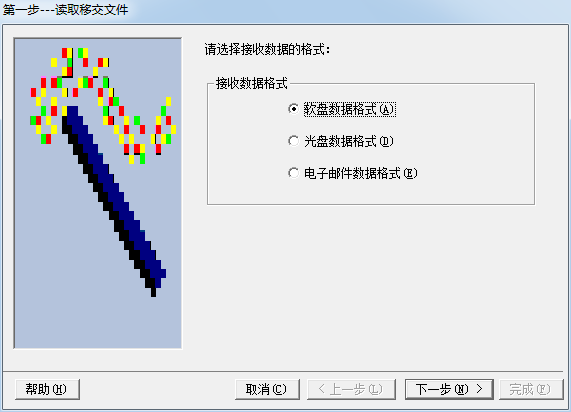 第一步---读取移交文件
请选择接收数据的格式:
接收数据格式
软盘数据格式(A)
光盘数据格式(D)
电子邮件数据格式(E)
帮助(H)
取消(C)
< 上一步(L)
下一步(N) >
完成(F)